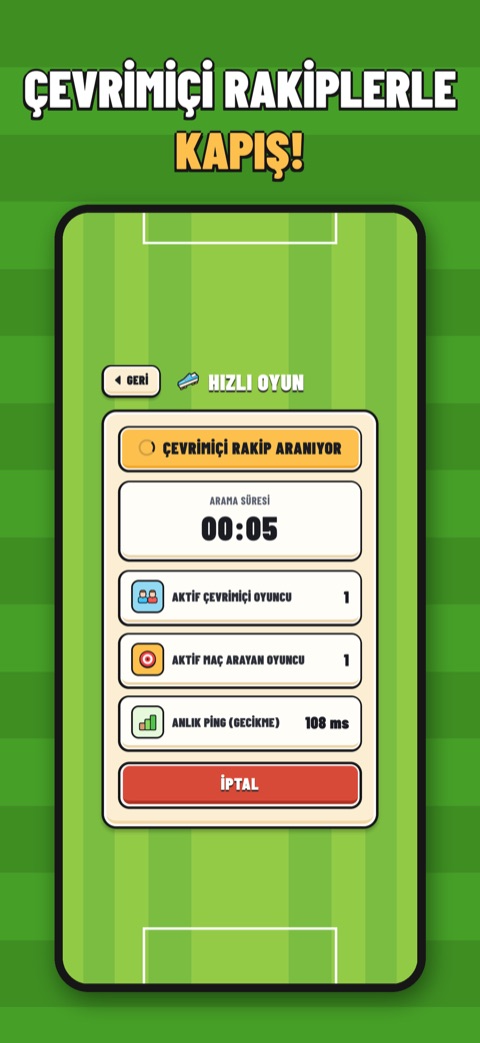 ÇEVRİMİÇİ RAKİPLERLE
KAPIŞ!
GERİ
HIZLI OYUN
ÇEVRİMİÇİ RAKİP ARANIYOR
ARAMA SÜRESİ
00:05
AKTİF ÇEVRİMİÇİ OYUNCU 1
AKTİF MAÇ ARAYAN OYUNCU 1
ANLIK PİNG (GECİKME) 108 ms
İPTAL